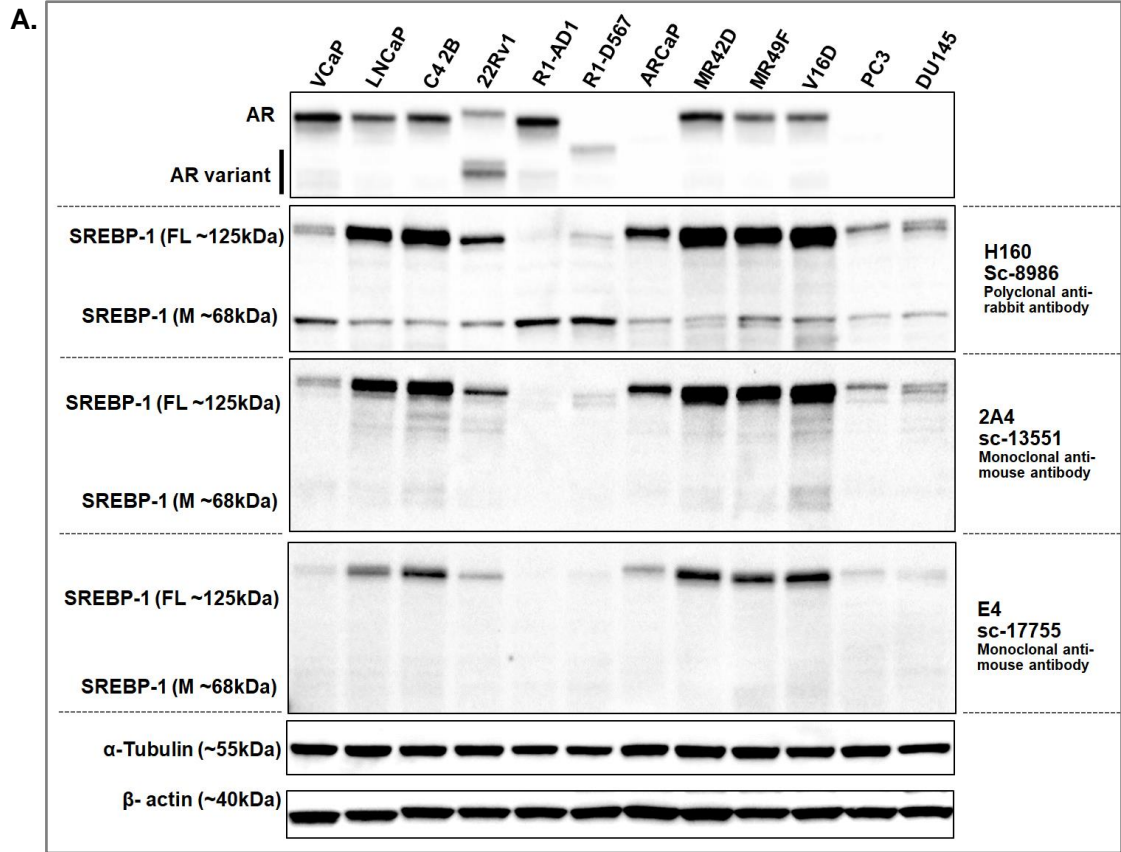 A.
VCaP
LNCaP
C4 2B
22Rv1
R1-AD1
R1-D567
ARCaP
MR42D
MR49F
V16D
PC3
DU145
AR
AR variant
SREBP-1 (FL ~125kDa)
SREBP-1 (M ~68kDa)
H160
Sc-8986
Polyclonal anti-
rabbit antibody
SREBP-1 (FL ~125kDa)
SREBP-1 (M ~68kDa)
2A4
sc-13551
Monoclonal anti-
mouse antibody
SREBP-1 (FL ~125kDa)
SREBP-1 (M ~68kDa)
E4
sc-17755
Monoclonal anti-
mouse antibody
α-Tubulin (~55kDa)
β- actin (~40kDa)